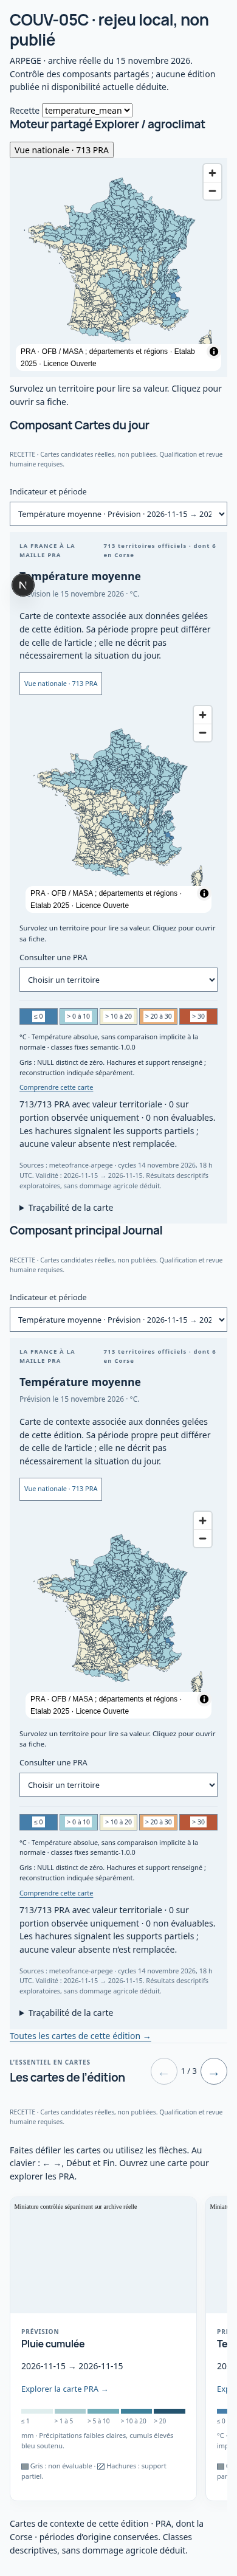 COUV-05C · rejeu local, non
publié
ARPEGE · archive réelle du 15 novembre 2026.
Contrôle des composants partagés ; aucune édition
publiée ni disponibilité actuelle déduite.
Recette temperature_mean
Moteur partagé Explorer / agroclimat
Vue nationale · 713 PRA
PRA · OFB / MASA ; départements et régions · Etalab
2025 · Licence Ouverte
Survolez un territoire pour lire sa valeur. Cliquez pour
ouvrir sa fiche.
Composant Cartes du jour
RECETTE · Cartes candidates réelles, non publiées. Qualification et revue
humaine requises.
Indicateur et période
Température moyenne · Prévision · 2026-11-15 → 202
LA FRANCE À LA
MAILLE PRA
713 territoires officiels · dont 6
en Corse
Température moyenne
Prévision le 15 novembre 2026 · °C.
Carte de contexte associée aux données gelées
de cette édition. Sa période propre peut différer
de celle de l’article ; elle ne décrit pas
nécessairement la situation du jour.
Vue nationale · 713 PRA
PRA · OFB / MASA ; départements et régions ·
Etalab 2025 · Licence Ouverte
Survolez un territoire pour lire sa valeur. Cliquez pour ouvrir
sa fiche.
Consulter une PRA
Choisir un territoire
≤ 0 > 0 à 10 > 10 à 20 > 20 à 30 > 30
°C · Température absolue, sans comparaison implicite à la
normale · classes fixes semantic-1.0.0
Gris : NULL distinct de zéro. Hachures et support renseigné ;
reconstruction indiquée séparément.
Comprendre cette carte
713/713 PRA avec valeur territoriale · 0 sur
portion observée uniquement · 0 non évaluables.
Les hachures signalent les supports partiels ;
aucune valeur absente n’est remplacée.
Sources : meteofrance-arpege · cycles 14 novembre 2026, 18 h
UTC. Validité : 2026-11-15 → 2026-11-15. Résultats descriptifs
exploratoires, sans dommage agricole déduit.
Traçabilité de la carte
Composant principal Journal
RECETTE · Cartes candidates réelles, non publiées. Qualification et revue
humaine requises.
Indicateur et période
Température moyenne · Prévision · 2026-11-15 → 202
LA FRANCE À LA
MAILLE PRA
713 territoires officiels · dont 6
en Corse
Température moyenne
Prévision le 15 novembre 2026 · °C.
Carte de contexte associée aux données gelées
de cette édition. Sa période propre peut différer
de celle de l’article ; elle ne décrit pas
nécessairement la situation du jour.
Vue nationale · 713 PRA
PRA · OFB / MASA ; départements et régions ·
Etalab 2025 · Licence Ouverte
Survolez un territoire pour lire sa valeur. Cliquez pour ouvrir
sa fiche.
Consulter une PRA
Choisir un territoire
≤ 0 > 0 à 10 > 10 à 20 > 20 à 30 > 30
°C · Température absolue, sans comparaison implicite à la
normale · classes fixes semantic-1.0.0
Gris : NULL distinct de zéro. Hachures et support renseigné ;
reconstruction indiquée séparément.
Comprendre cette carte
713/713 PRA avec valeur territoriale · 0 sur
portion observée uniquement · 0 non évaluables.
Les hachures signalent les supports partiels ;
aucune valeur absente n’est remplacée.
Sources : meteofrance-arpege · cycles 14 novembre 2026, 18 h
UTC. Validité : 2026-11-15 → 2026-11-15. Résultats descriptifs
exploratoires, sans dommage agricole déduit.
Traçabilité de la carte
Toutes les cartes de cette édition →
L’ESSENTIEL EN CARTES
Les cartes de l’édition
← 1 / 3 →
RECETTE · Cartes candidates réelles, non publiées. Qualification et revue
humaine requises.
Faites défiler les cartes ou utilisez les flèches. Au
clavier : ← →, Début et Fin. Ouvrez une carte pour
explorer les PRA.
Miniature contrôlée séparément sur archive réelle
PRÉVISION
Pluie cumulée
2026-11-15 → 2026-11-15
Explorer la carte PRA →
≤ 1 > 1 à 5 > 5 à 10 > 10 à 20 > 20
mm · Précipitations faibles claires, cumuls élevés
bleu soutenu.
Gris : non évaluable · Hachures : support
partiel.
Cartes de contexte de cette édition · PRA, dont la
Corse · périodes d’origine conservées. Classes
descriptives, sans dommage agricole déduit.